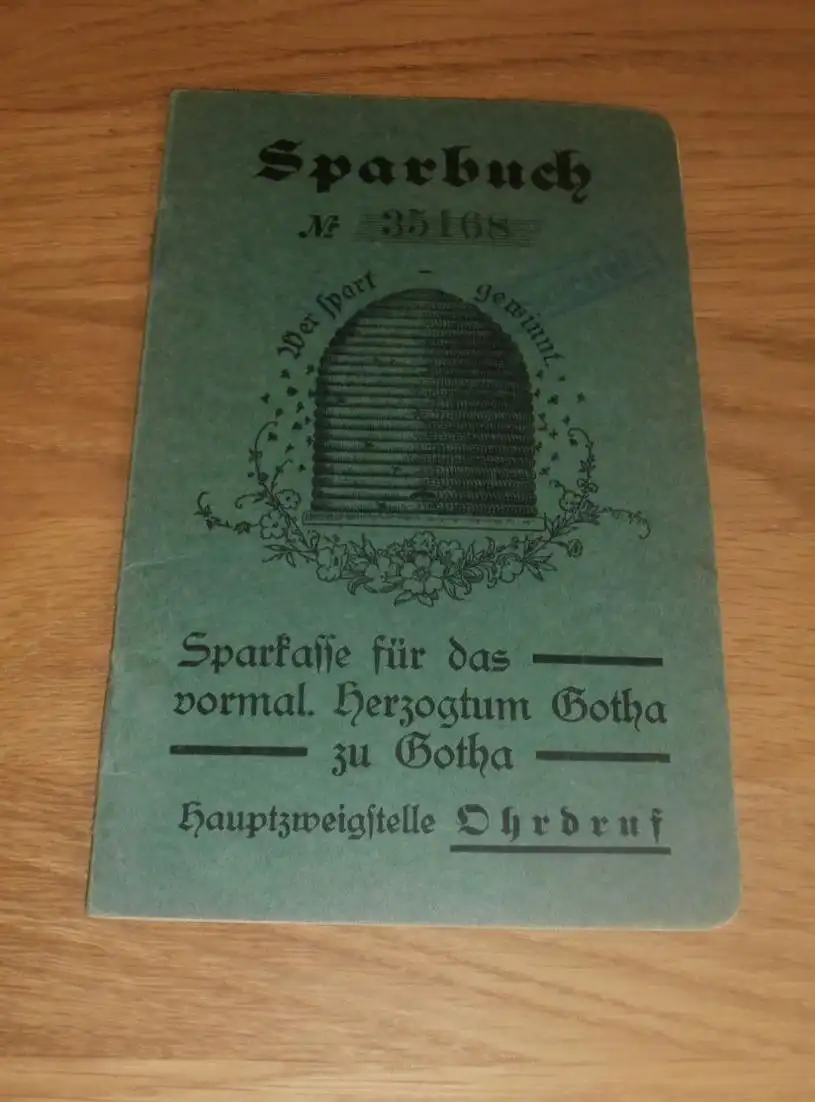 Sparbuch
№ 35168
Wer spart – gewinnt.
Sparkasse für das
vormal. Herzogtum Gotha
zu Gotha
Hauptzweigstelle Ohrdruf